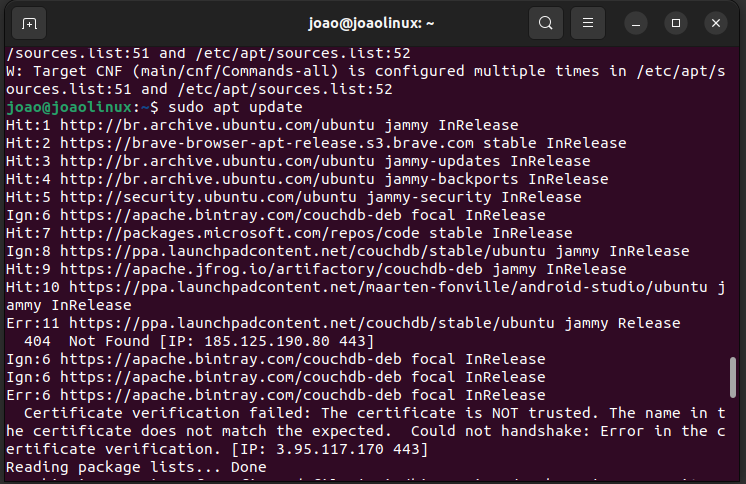 joao@joaolinux: ~
/sources.list:51 and /etc/apt/sources.list:52
W: Target CNF (main/cnf/Commands-all) is configured multiple times in /etc/apt/s
ources.list:51 and /etc/apt/sources.list:52
joao@joaolinux:~$ sudo apt update
Hit:1 http://br.archive.ubuntu.com/ubuntu jammy InRelease
Hit:2 https://brave-browser-apt-release.s3.brave.com stable InRelease
Hit:3 http://br.archive.ubuntu.com/ubuntu jammy-updates InRelease
Hit:4 http://br.archive.ubuntu.com/ubuntu jammy-backports InRelease
Hit:5 http://security.ubuntu.com/ubuntu jammy-security InRelease
Ign:6 https://apache.bintray.com/couchdb-deb focal InRelease
Hit:7 http://packages.microsoft.com/repos/code stable InRelease
Ign:8 https://ppa.launchpadcontent.net/couchdb/stable/ubuntu jammy InRelease
Hit:9 https://apache.jfrog.io/artifactory/couchdb-deb jammy InRelease
Hit:10 https://ppa.launchpadcontent.net/maarten-fonville/android-studio/ubuntu j
ammy InRelease
Err:11 https://ppa.launchpadcontent.net/couchdb/stable/ubuntu jammy Release
  404  Not Found [IP: 185.125.190.80 443]
Ign:6 https://apache.bintray.com/couchdb-deb focal InRelease
Ign:6 https://apache.bintray.com/couchdb-deb focal InRelease
Err:6 https://apache.bintray.com/couchdb-deb focal InRelease
  Certificate verification failed: The certificate is NOT trusted. The name in t
he certificate does not match the expected.  Could not handshake: Error in the c
ertificate verification. [IP: 3.95.117.170 443]
Reading package lists... Done